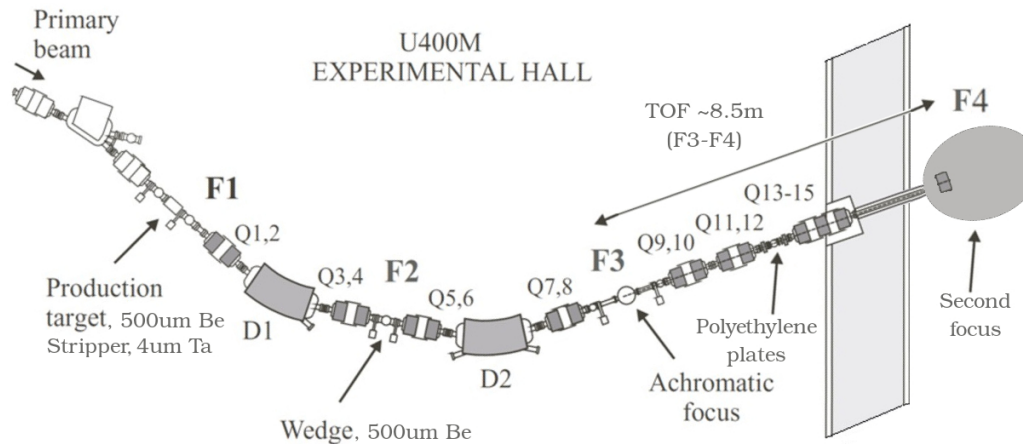 Primary
beam
U400M
EXPERIMENTAL HALL
TOF ~8.5m
(F3-F4)
F4
F1
Q13-15
Q1,2
Q11,12
Q9,10
F3
F2
Q3,4
Q7,8
Q5,6
Production
target, 500um Be
Stripper, 4um Ta
D1
D2
Polyethylene
plates
Second
focus
Achromatic
focus
Wedge, 500um Be